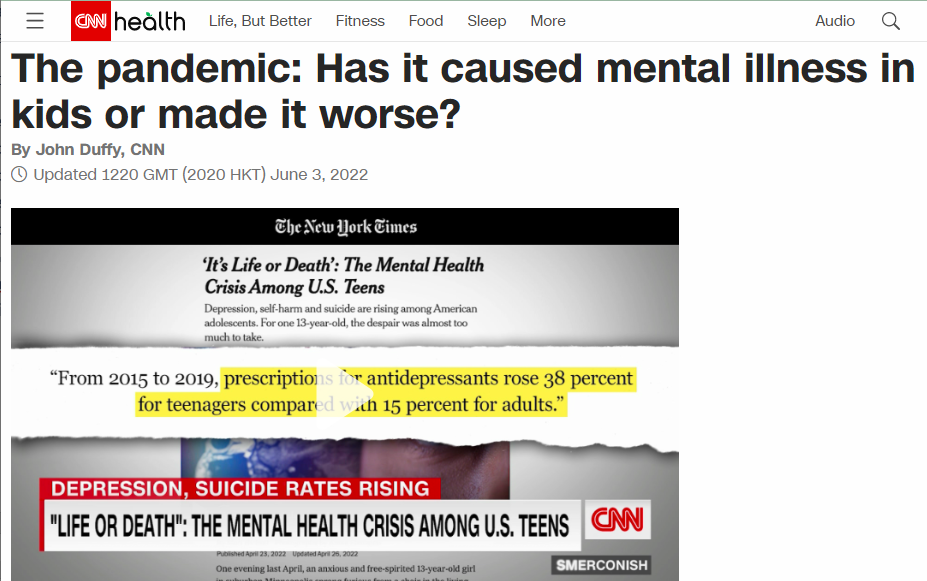 CNN health Life, But Better Fitness Food Sleep More Audio
The pandemic: Has it caused mental illness in
kids or made it worse?
By John Duffy, CNN
Updated 1220 GMT (2020 HKT) June 3, 2022
The New York Times
‘It’s Life or Death’: The Mental Health
Crisis Among U.S. Teens
Depression, self-harm and suicide are rising among American
adolescents. For one 13-year-old, the despair was almost too
much to take.
“From 2015 to 2019, prescriptions for antidepressants rose 38 percent
for teenagers compared with 15 percent for adults.”
DEPRESSION, SUICIDE RATES RISING
"LIFE OR DEATH": THE MENTAL HEALTH CRISIS AMONG U.S. TEENS
CNN
Published April 23, 2022 Updated April 26, 2022
SMERCONISH
One evening last April, an anxious and free-spirited 13-year-old girl